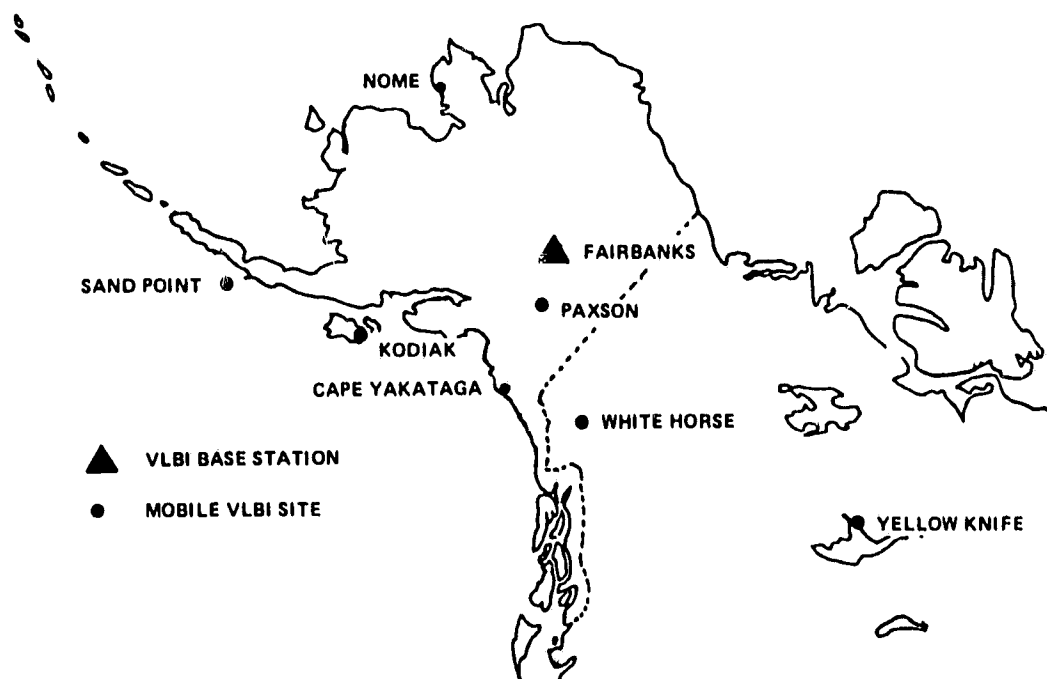 NOME
FAIRBANKS
SAND POINT
PAXSON
KODIAK
CAPE YAKATAGA
WHITE HORSE
VLBI BASE STATION
MOBILE VLBI SITE
YELLOW KNIFE